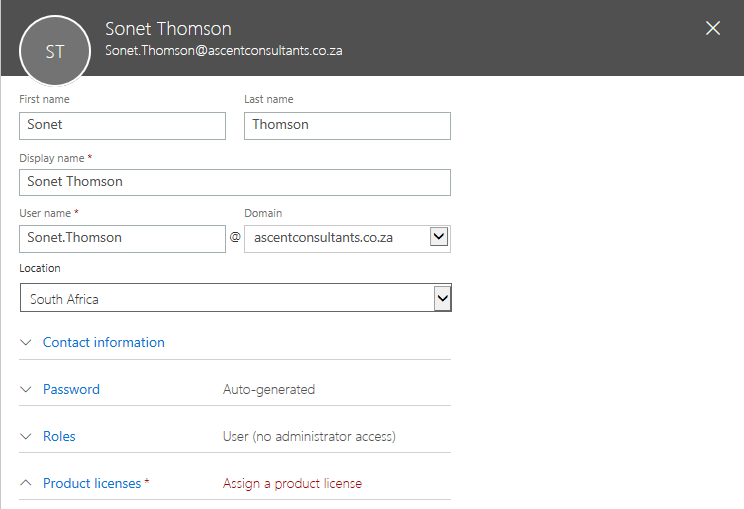 ST
Sonet Thomson
Sonet.Thomson@ascentconsultants.co.za
First name Last name
Sonet Thomson
Display name *
Sonet Thomson
User name * Domain
Sonet.Thomson @ ascentconsultants.co.za
Location
South Africa
Contact information
Password Auto-generated
Roles User (no administrator access)
Product licenses * Assign a product license